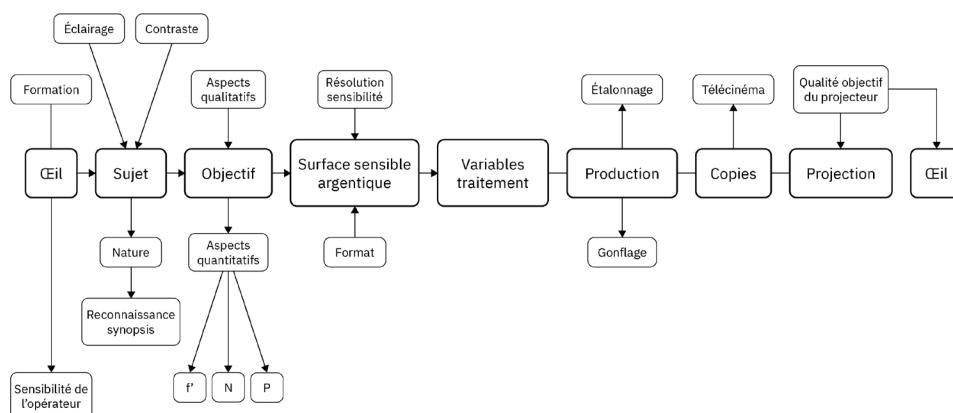 Éclairage
Contraste
Formation
Aspects
qualitatifs
Résolution
sensibilité
Étalonnage
Télécinéma
Qualité objectif
du projecteur
Œil
Sujet
Objectif
Surface sensible
argentique
Variables
traitement
Production
Copies
Projection
Œil
Nature
Aspects
quantitatifs
Format
Gonflage
Reconnaissance
synopsis
Sensibilité de
l’opérateur
f’
N
P